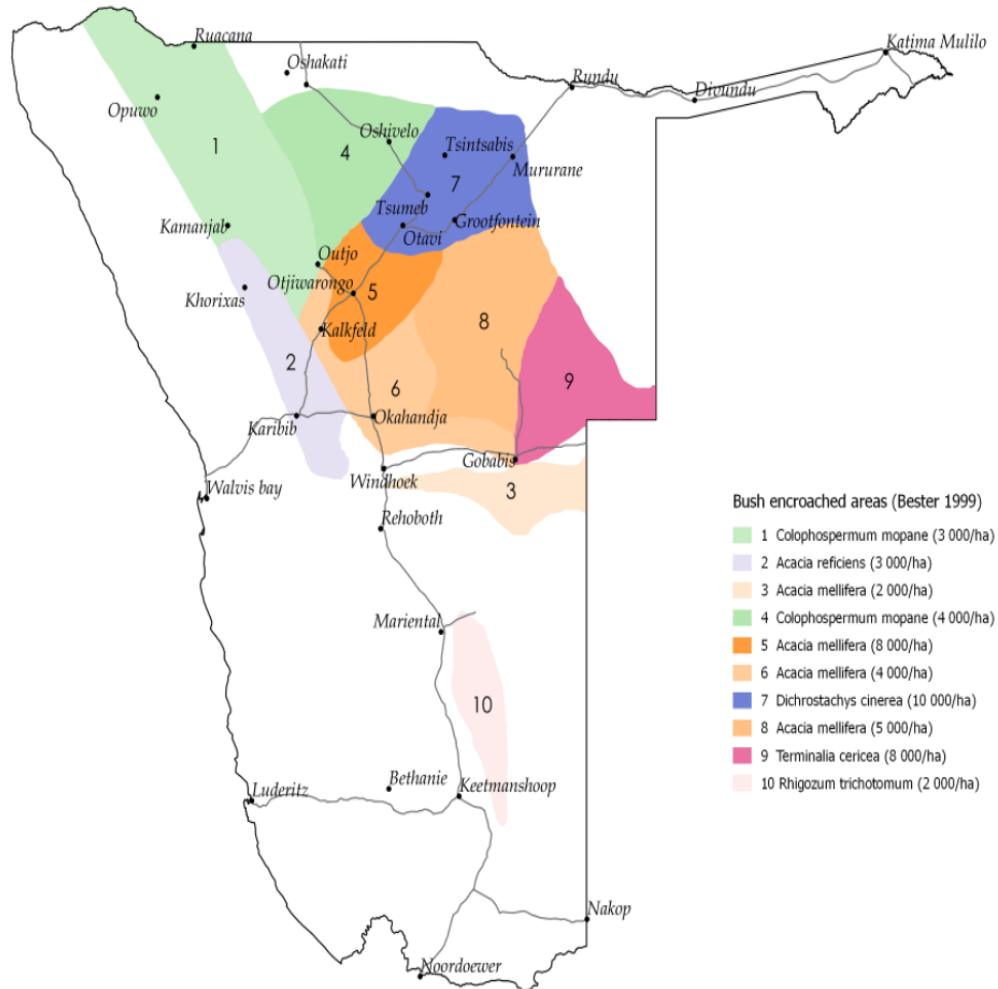 Ruacana
Katima Mulilo
Oshakati
Rundu
Opuwo
Divundu
Oshivelo
1
4
Tsintsabis
Mururane
7
Tsumeb
Grootfontein
Kamanjab
Otavi
Outjo
Otjiwarongo
5
Khorixas
8
Kalkfeld
2
6
9
Karibib
Okahandja
Gobabis
Windhoek
3
Walvis bay
Rehoboth
Mariental
10
Bethanie
Luderitz
Keetmanshoop
Nakop
Noordoewer
Bush encroached areas (Bester 1999)
1 Colophospermum mopane (3 000/ha)
2 Acacia reficiens (3 000/ha)
3 Acacia mellifera (2 000/ha)
4 Colophospermum mopane (4 000/ha)
5 Acacia mellifera (8 000/ha)
6 Acacia mellifera (4 000/ha)
7 Dichrostachys cinerea (10 000/ha)
8 Acacia mellifera (5 000/ha)
9 Terminalia cericea (8 000/ha)
10 Rhigozum trichotomum (2 000/ha)